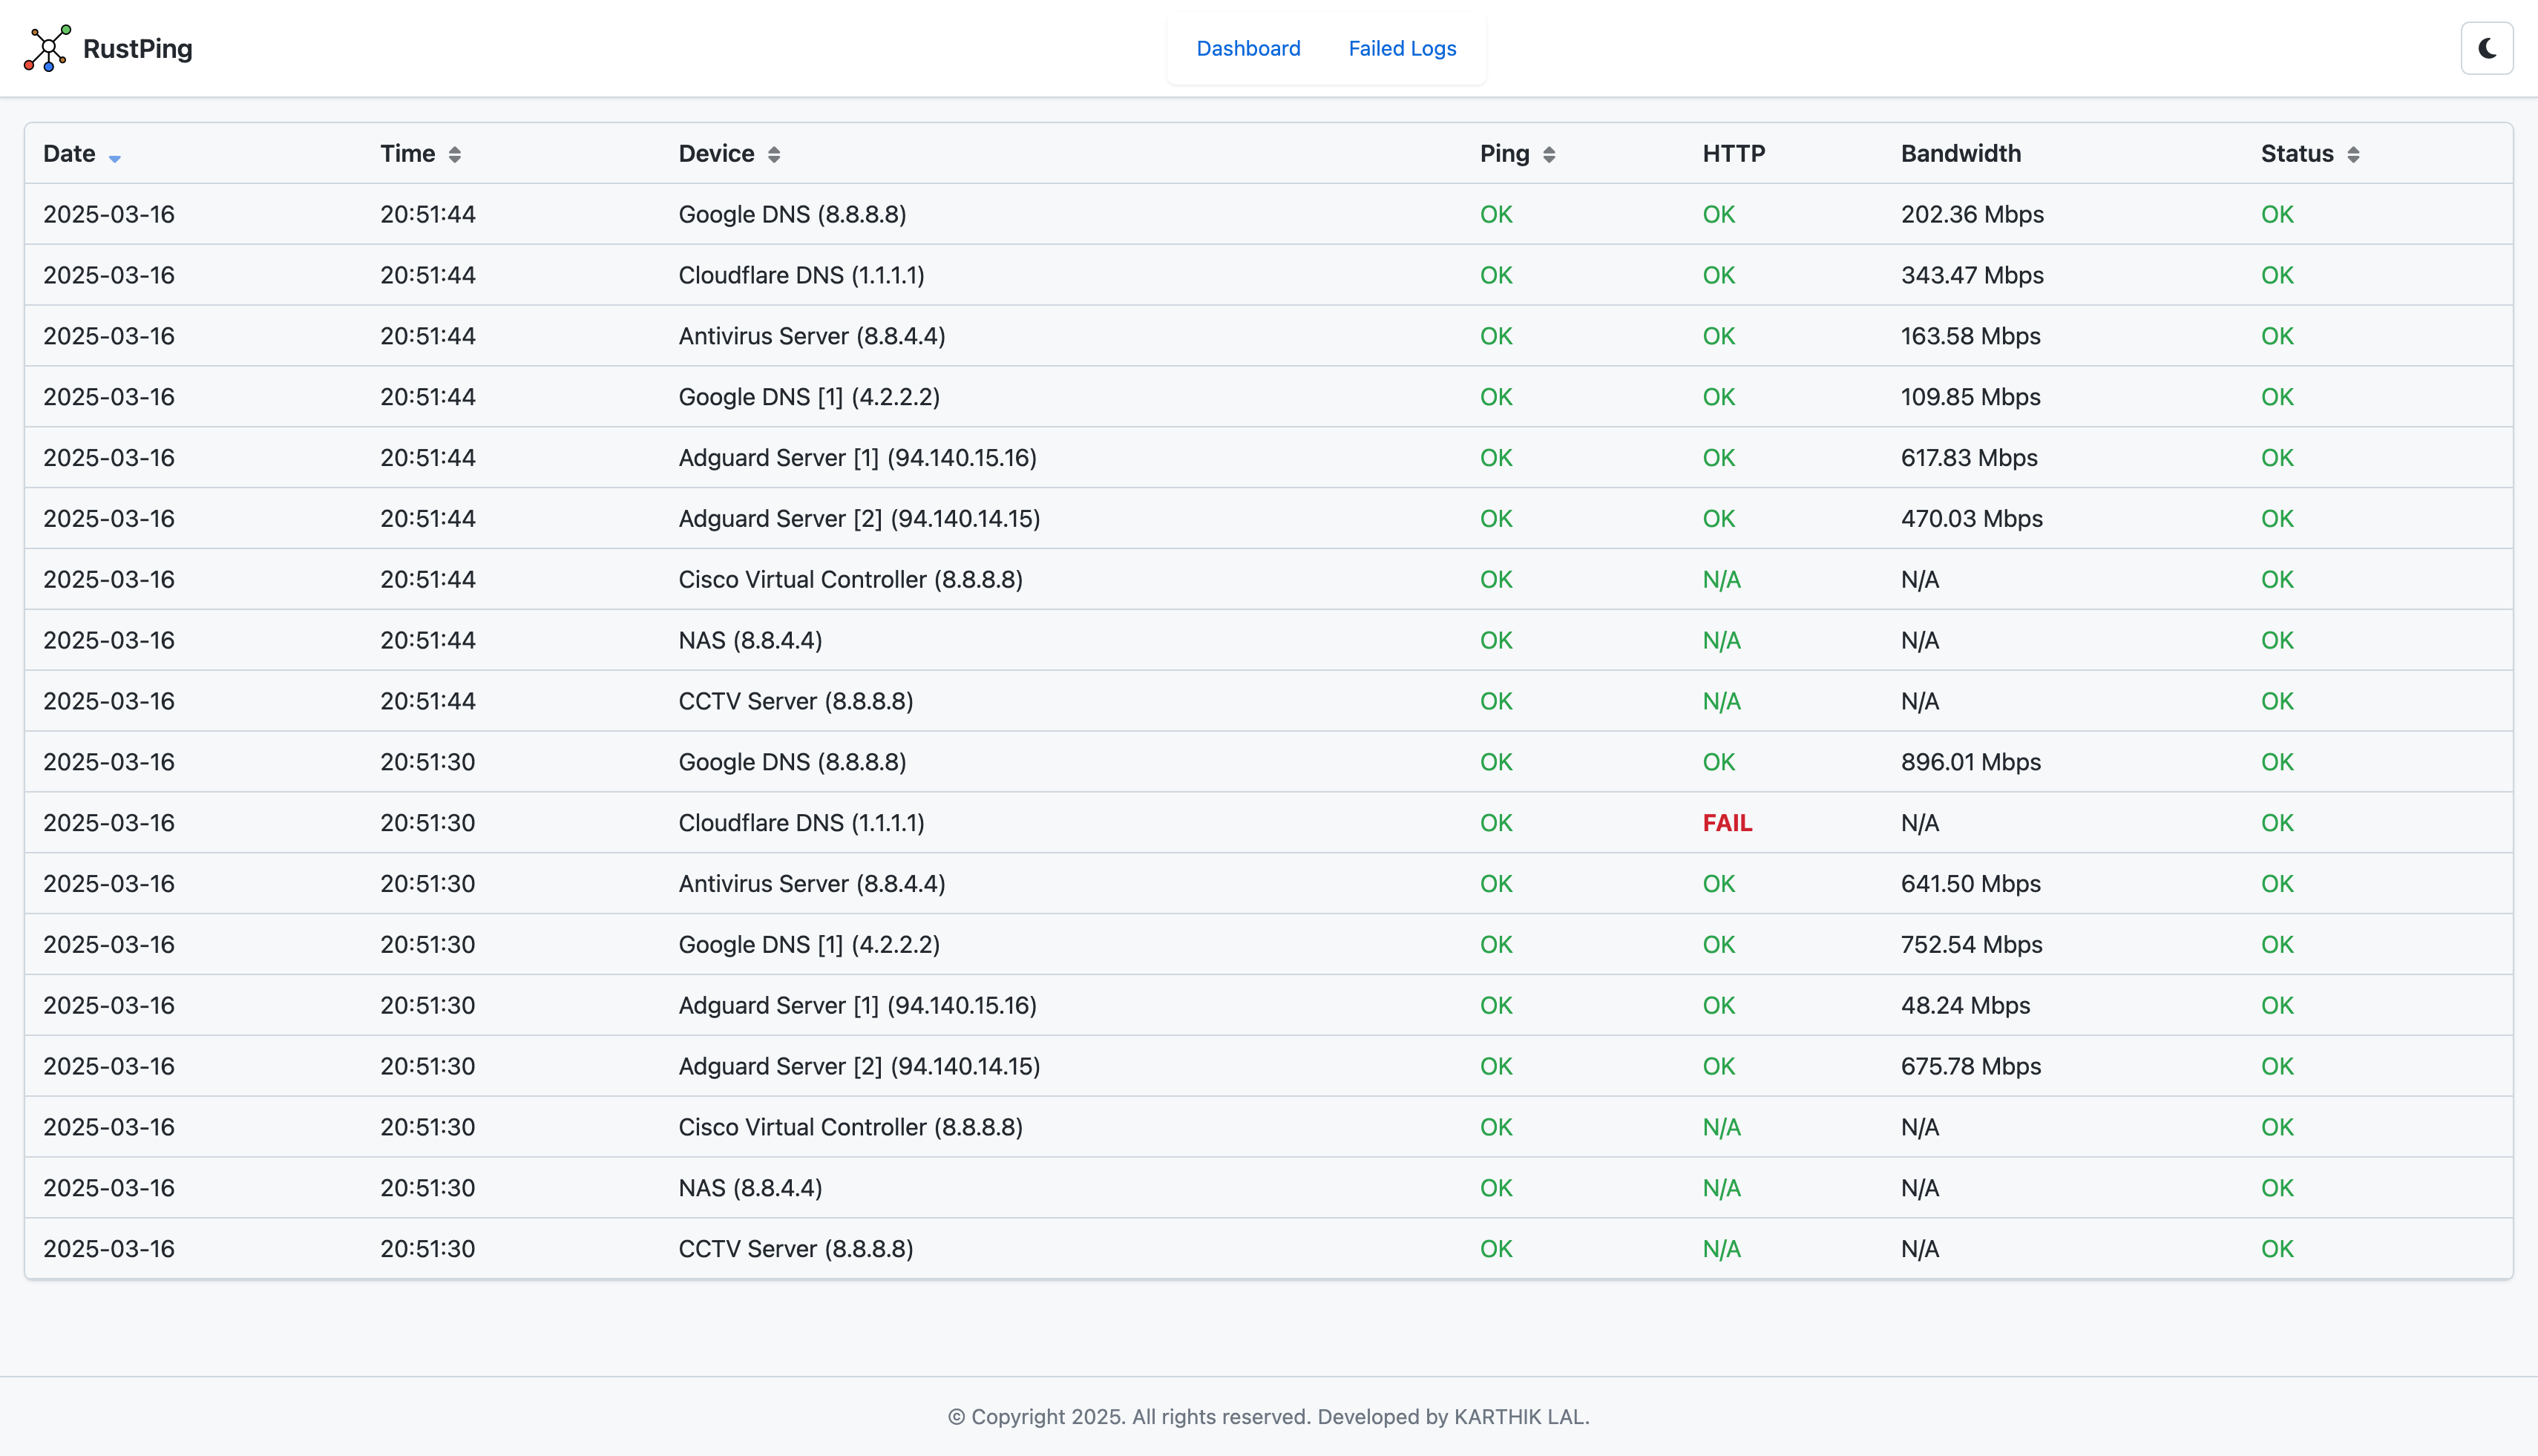 RustPing
Dashboard Failed Logs
Date Time Device Ping HTTP Bandwidth Status
2025-03-16 20:51:44 Google DNS (8.8.8.8) OK OK 202.36 Mbps OK
2025-03-16 20:51:44 Cloudflare DNS (1.1.1.1) OK OK 343.47 Mbps OK
2025-03-16 20:51:44 Antivirus Server (8.8.4.4) OK OK 163.58 Mbps OK
2025-03-16 20:51:44 Google DNS [1] (4.2.2.2) OK OK 109.85 Mbps OK
2025-03-16 20:51:44 Adguard Server [1] (94.140.15.16) OK OK 617.83 Mbps OK
2025-03-16 20:51:44 Adguard Server [2] (94.140.14.15) OK OK 470.03 Mbps OK
2025-03-16 20:51:44 Cisco Virtual Controller (8.8.8.8) OK N/A N/A OK
2025-03-16 20:51:44 NAS (8.8.4.4) OK N/A N/A OK
2025-03-16 20:51:44 CCTV Server (8.8.8.8) OK N/A N/A OK
2025-03-16 20:51:30 Google DNS (8.8.8.8) OK OK 896.01 Mbps OK
2025-03-16 20:51:30 Cloudflare DNS (1.1.1.1) OK FAIL N/A OK
2025-03-16 20:51:30 Antivirus Server (8.8.4.4) OK OK 641.50 Mbps OK
2025-03-16 20:51:30 Google DNS [1] (4.2.2.2) OK OK 752.54 Mbps OK
2025-03-16 20:51:30 Adguard Server [1] (94.140.15.16) OK OK 48.24 Mbps OK
2025-03-16 20:51:30 Adguard Server [2] (94.140.14.15) OK OK 675.78 Mbps OK
2025-03-16 20:51:30 Cisco Virtual Controller (8.8.8.8) OK N/A N/A OK
2025-03-16 20:51:30 NAS (8.8.4.4) OK N/A N/A OK
2025-03-16 20:51:30 CCTV Server (8.8.8.8) OK N/A N/A OK
© Copyright 2025. All rights reserved. Developed by KARTHIK LAL.